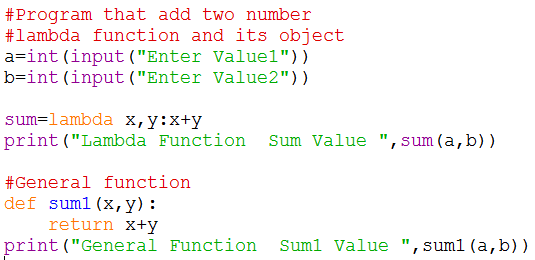 #Program that add two number
#lambda function and its object
a=int(input("Enter Value1"))
b=int(input("Enter Value2"))
sum=lambda x,y:x+y
print("Lambda Function  Sum Value ",sum(a,b))
#General function
def sum1(x,y):
    return x+y
print("General Function  Sum1 Value ",sum1(a,b))